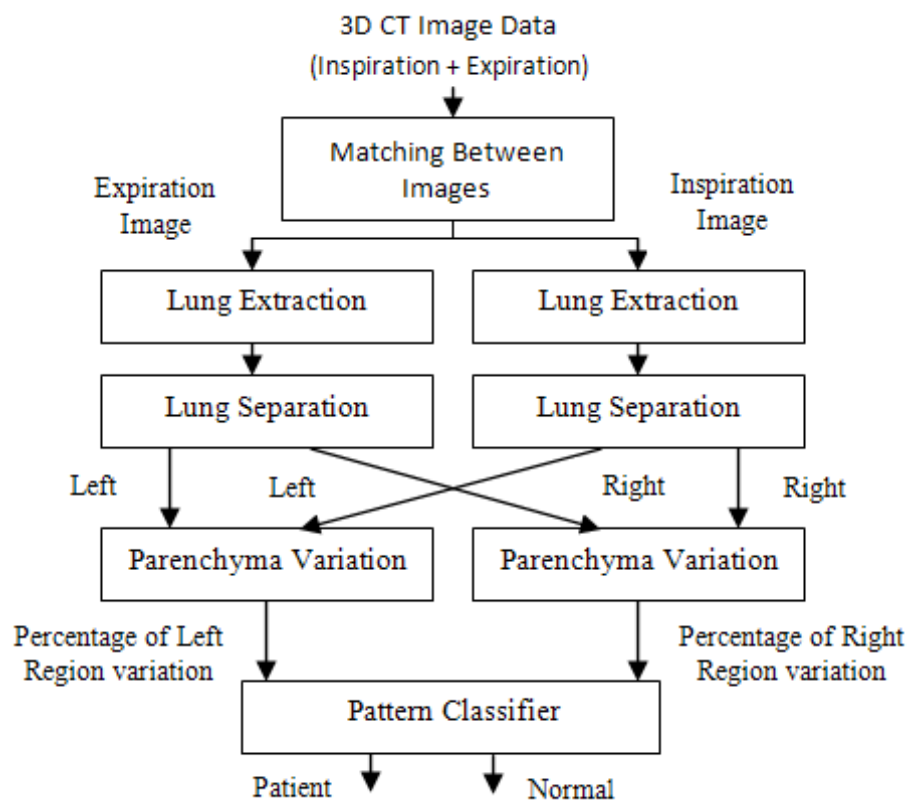 3D CT Image Data
(Inspiration + Expiration)
Matching Between
Images
Expiration
Image
Inspiration
Image
Lung Extraction
Lung Extraction
Lung Separation
Lung Separation
Left
Left
Right
Right
Parenchyma Variation
Parenchyma Variation
Percentage of Left
Region variation
Percentage of Right
Region variation
Pattern Classifier
Patient
Normal